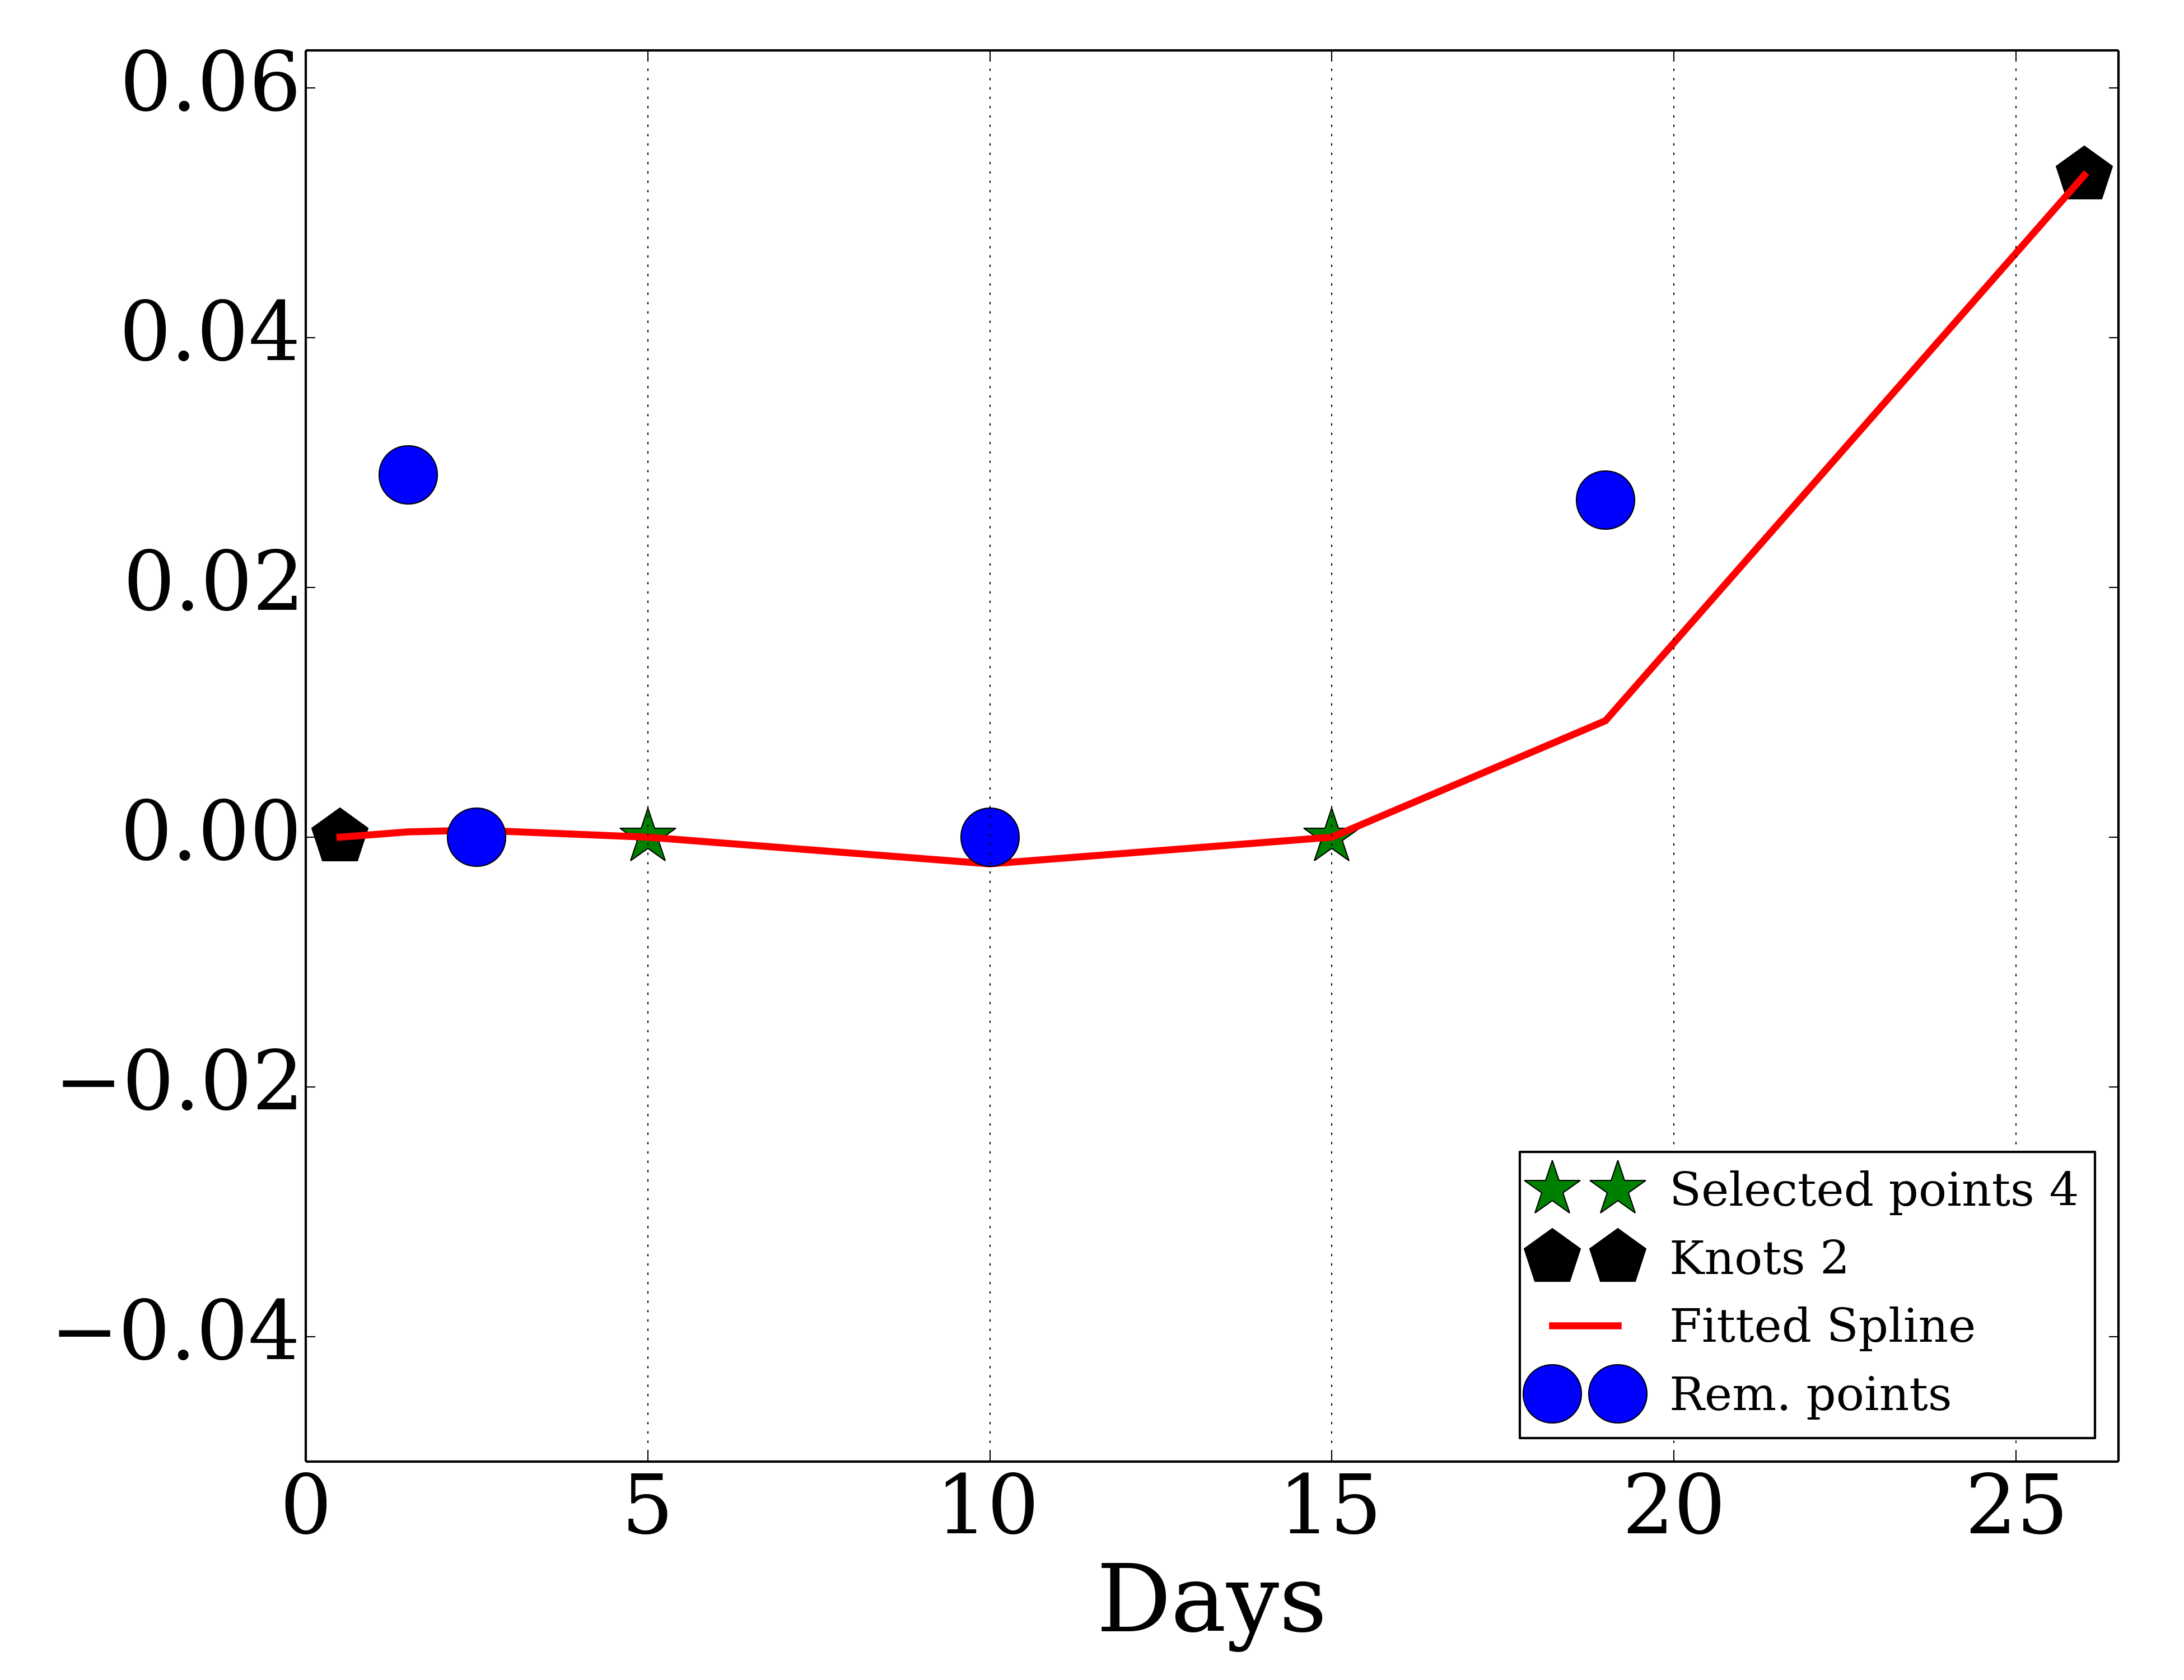 0.06
0.04
0.02
0.00
−0.02
−0.04
0 5 10 15 20 25
Days
Selected points 4
Knots 2
Fitted Spline
Rem. points